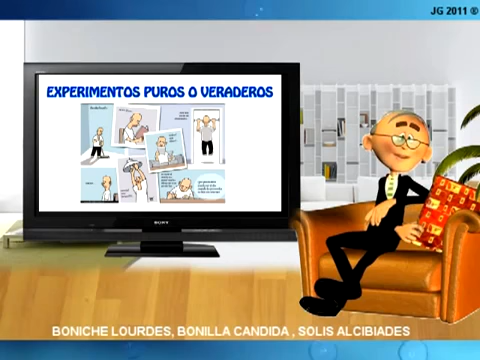 JG 2011 ®
EXPERIMENTOS PUROS O VERADEROS
SONY
BONICHE LOURDES, BONILLA CANDIDA , SOLIS ALCIBIADES